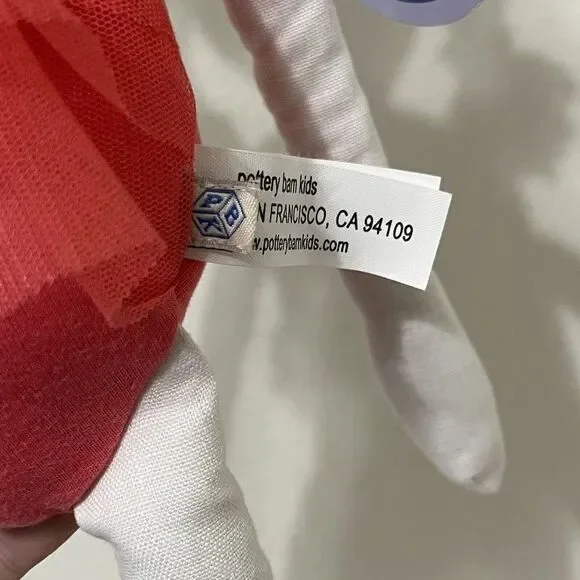 pottery barn kids
N FRANCISCO, CA 94109
w.potterybarnkids.com
P
B
K